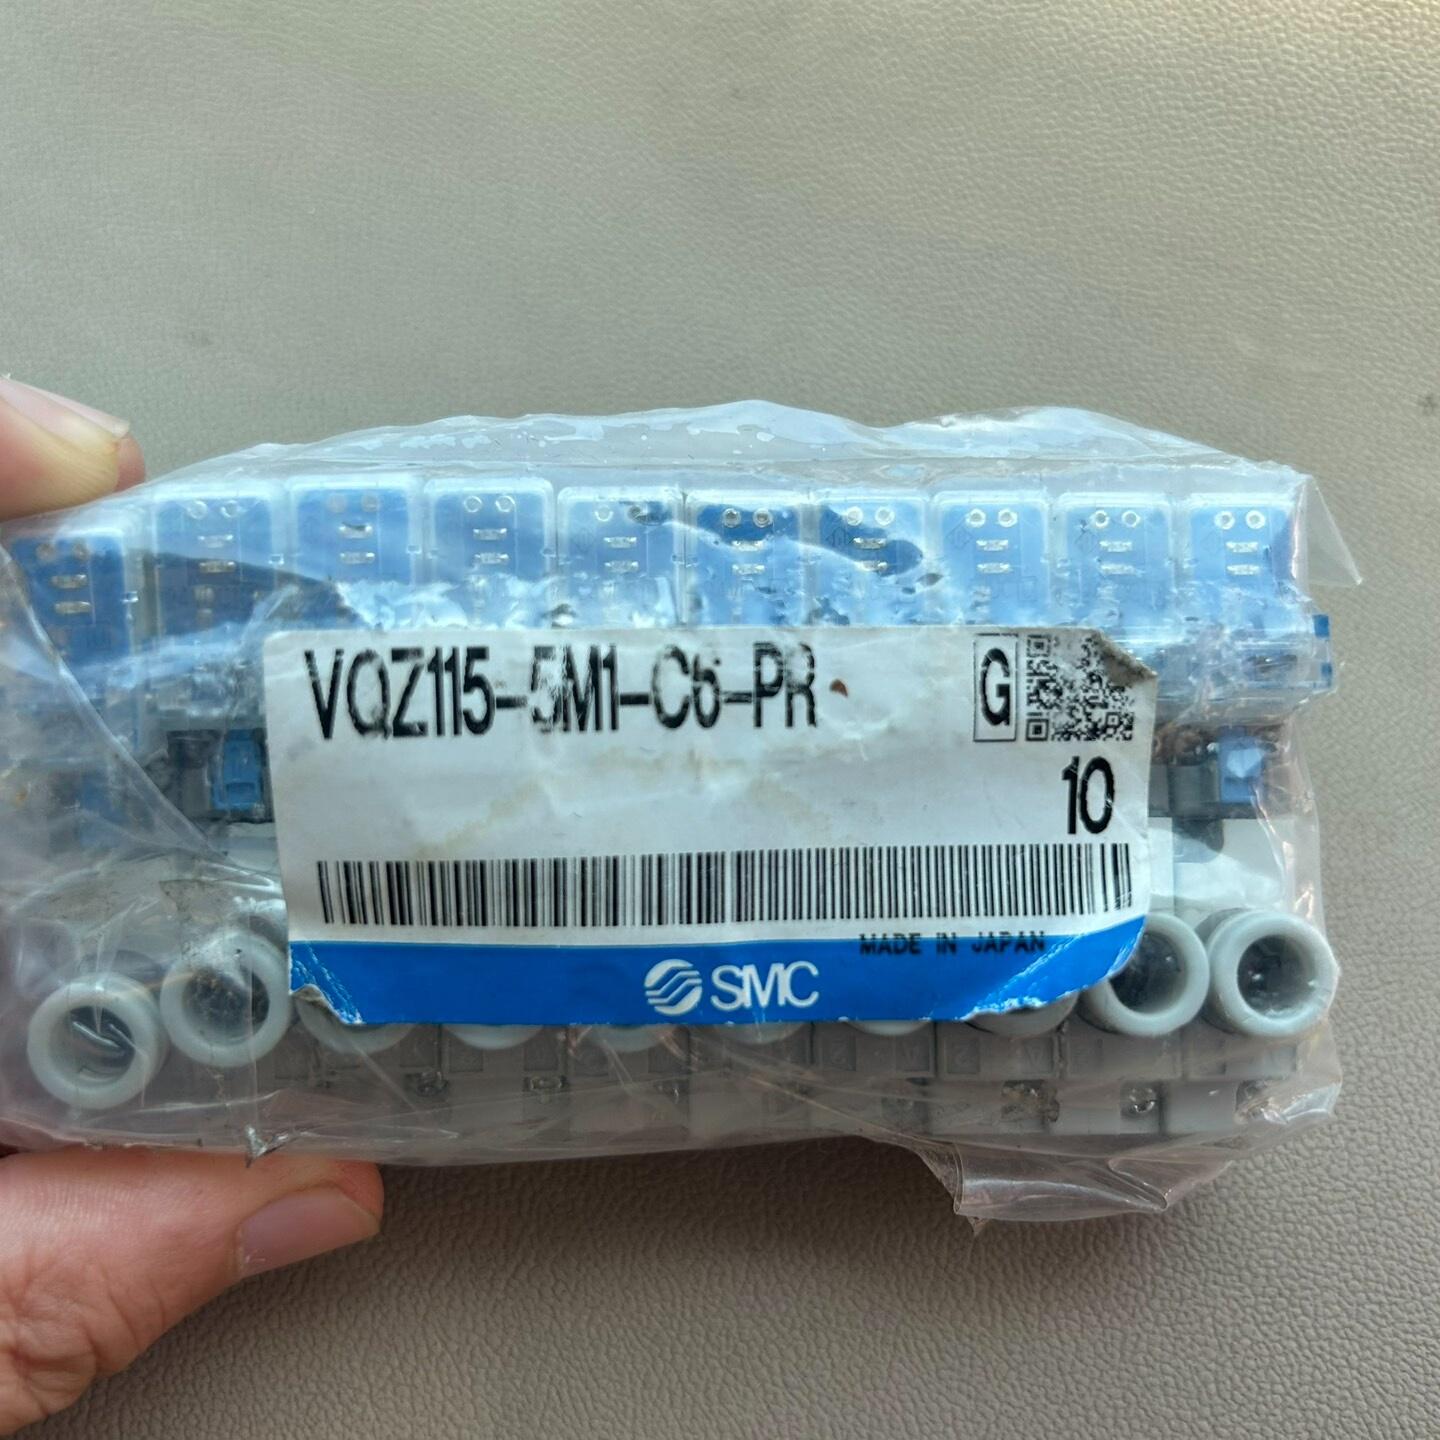 VQZ115-5M1-C6-PR
G
10
MADE IN JAPAN
SMC